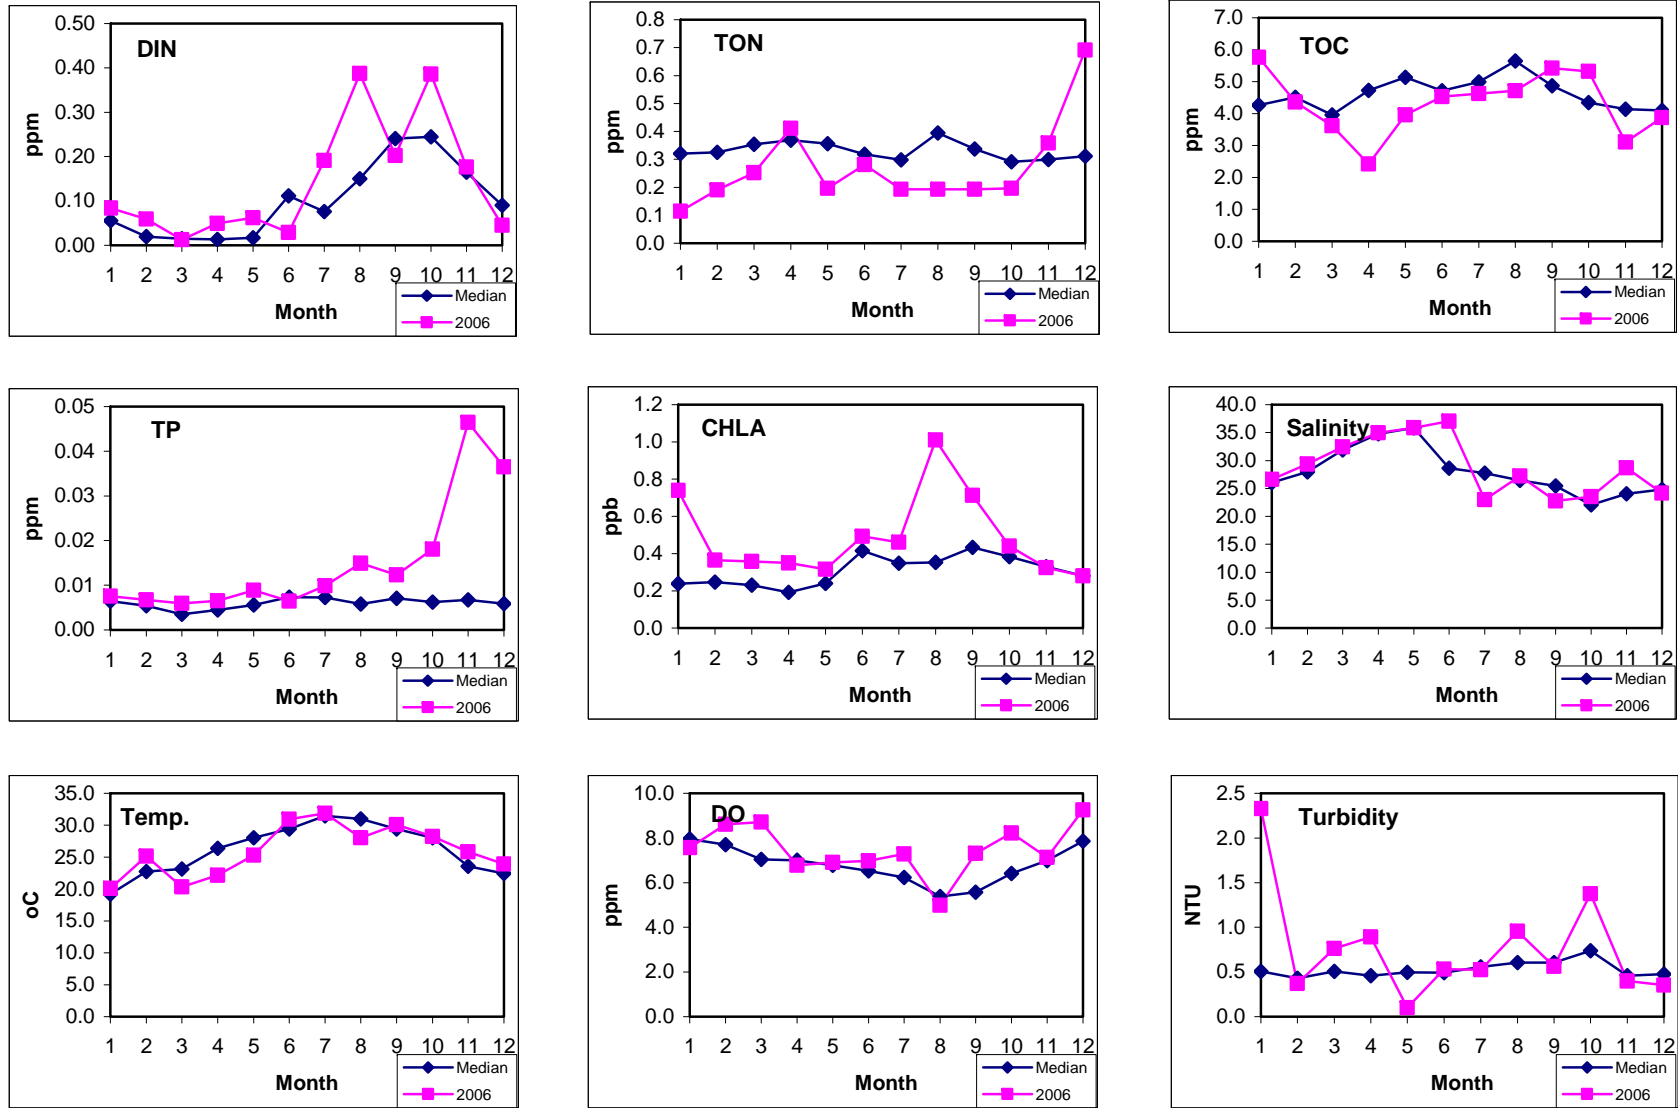 DIN
0.50
0.40
0.30
0.20
0.10
0.00
ppm
1 2 3 4 5 6 7 8 9 10 11 12
Month
Median
2006
TON
0.8
0.7
0.6
0.5
0.4
0.3
0.2
0.1
0.0
ppm
1 2 3 4 5 6 7 8 9 10 11 12
Month
Median
2006
TOC
7.0
6.0
5.0
4.0
3.0
2.0
1.0
0.0
ppm
1 2 3 4 5 6 7 8 9 10 11 12
Month
Median
2006
TP
0.05
0.04
0.03
0.02
0.01
0.00
ppm
1 2 3 4 5 6 7 8 9 10 11 12
Month
Median
2006
CHLA
1.2
1.0
0.8
0.6
0.4
0.2
0.0
ppb
1 2 3 4 5 6 7 8 9 10 11 12
Month
Median
2006
Salinity
40.0
35.0
30.0
25.0
20.0
15.0
10.0
5.0
0.0
1 2 3 4 5 6 7 8 9 10 11 12
Month
Median
2006
Temp.
35.0
30.0
25.0
20.0
15.0
10.0
5.0
0.0
oC
1 2 3 4 5 6 7 8 9 10 11 12
Month
Median
2006
DO
10.0
8.0
6.0
4.0
2.0
0.0
ppm
1 2 3 4 5 6 7 8 9 10 11 12
Month
Median
2006
Turbidity
2.5
2.0
1.5
1.0
0.5
0.0
NTU
1 2 3 4 5 6 7 8 9 10 11 12
Month
Median
2006